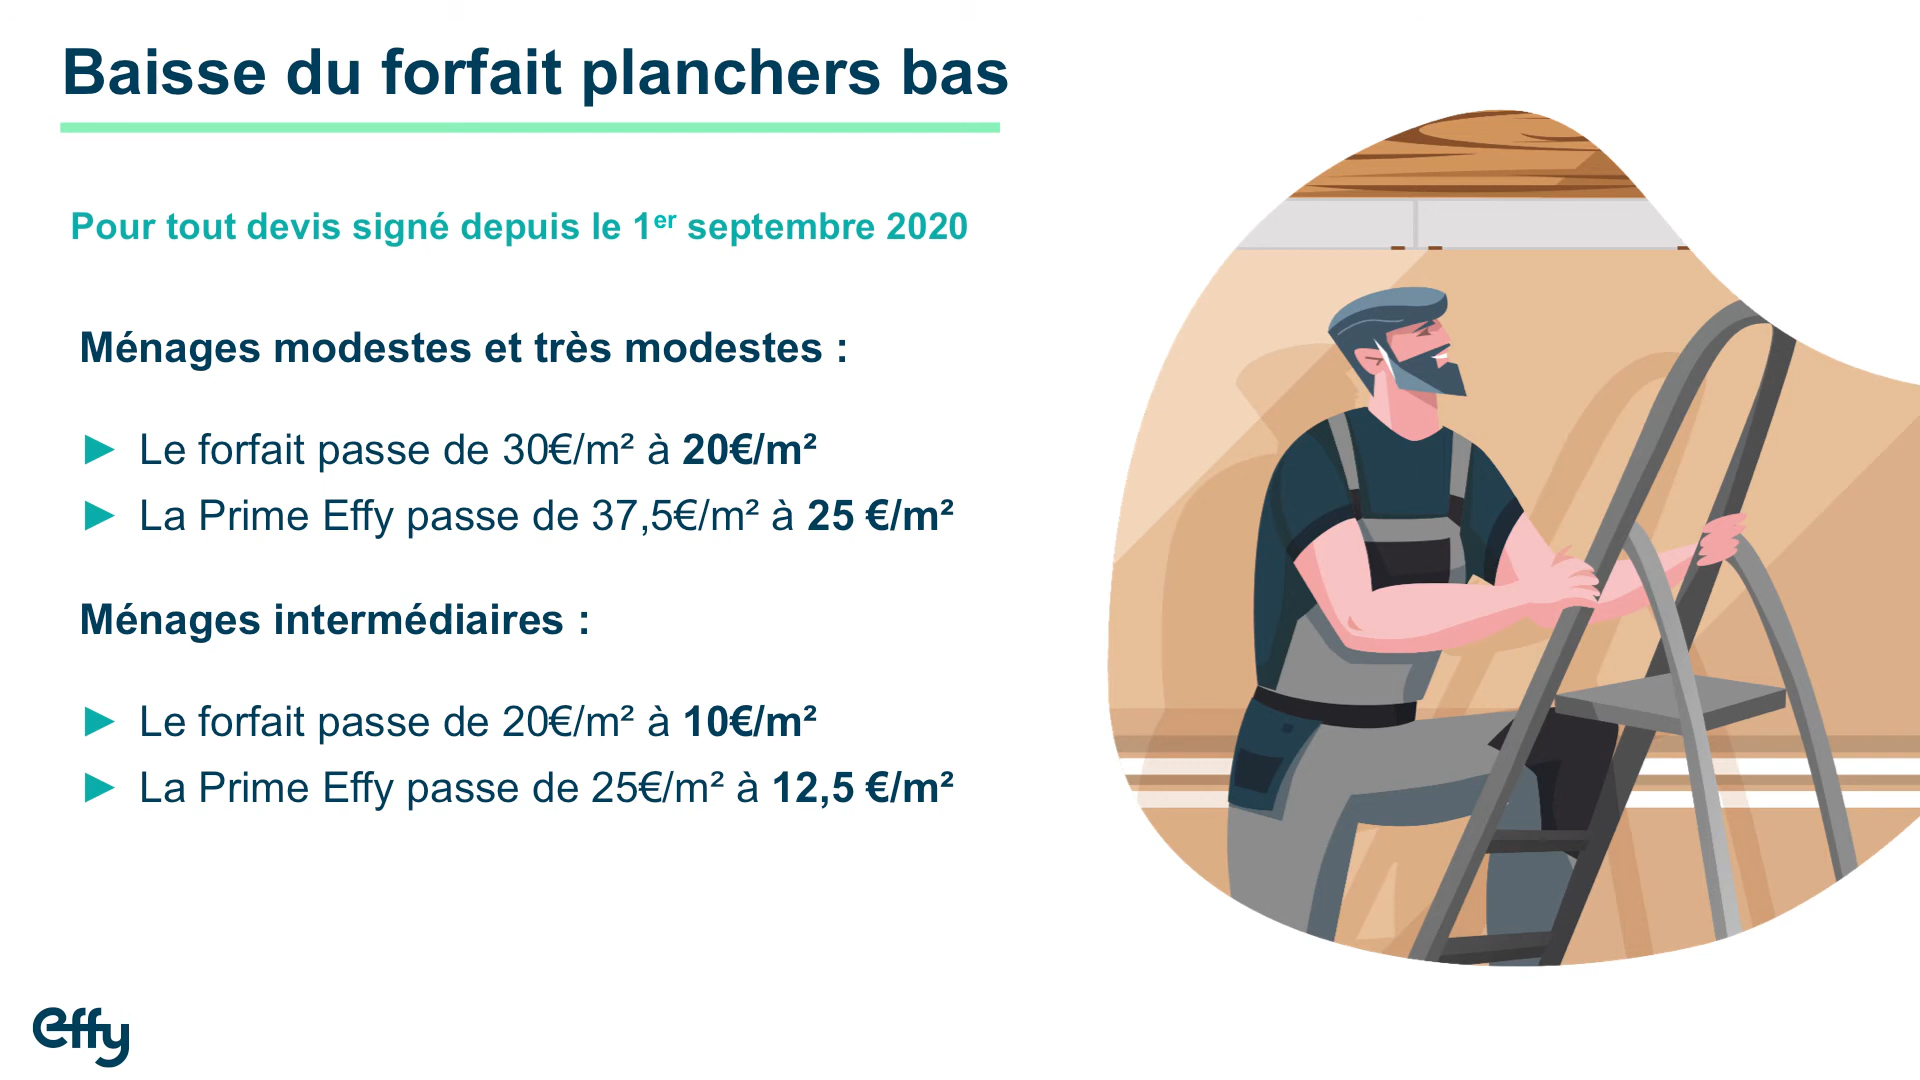 Baisse du forfait planchers bas
Pour tout devis signé depuis le 1er septembre 2020
Ménages modestes et très modestes :
► Le forfait passe de 30€/m² à 20€/m²
► La Prime Effy passe de 37,5€/m² à 25 €/m²
Ménages intermédiaires :
► Le forfait passe de 20€/m² à 10€/m²
► La Prime Effy passe de 25€/m² à 12,5 €/m²
effy